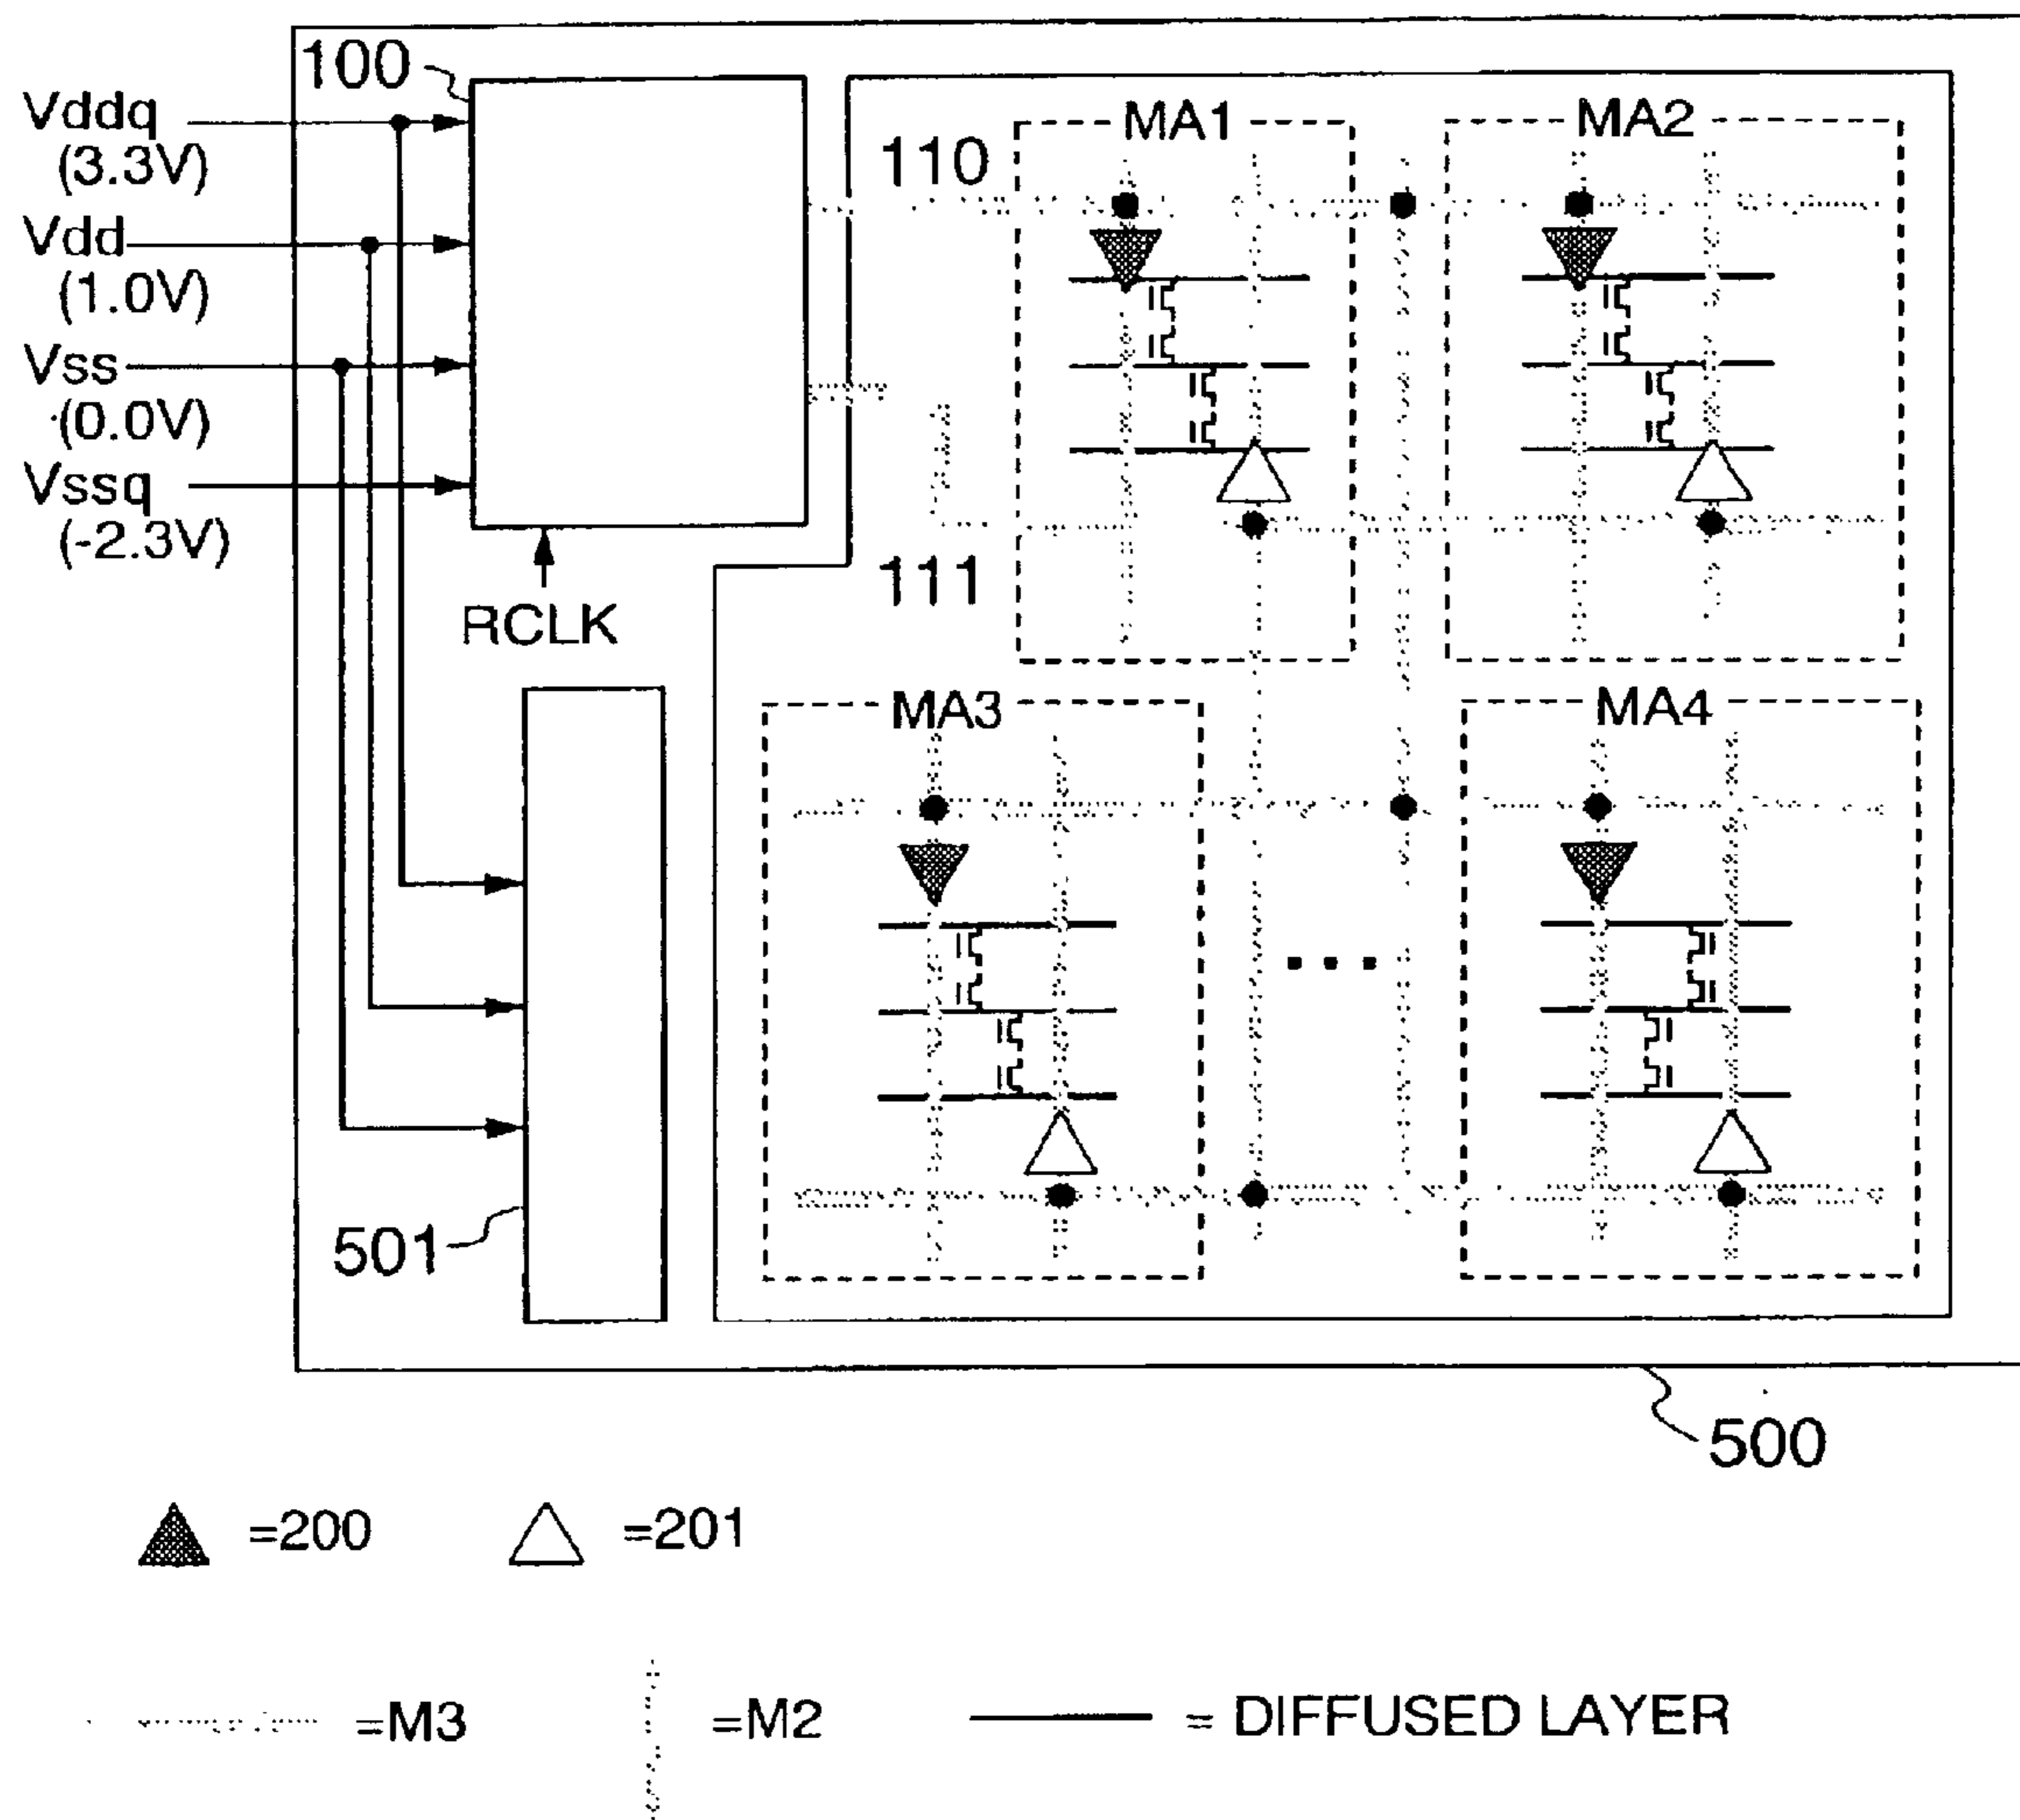 100
Vddq
(3.3V)
Vdd
(1.0V)
Vss
(0.0V)
Vssq
(-2.3V)
RCLK
110
111
MA1
MA2
MA3
MA4
501
500
=200
=201
=M3
=M2
= DIFFUSED LAYER